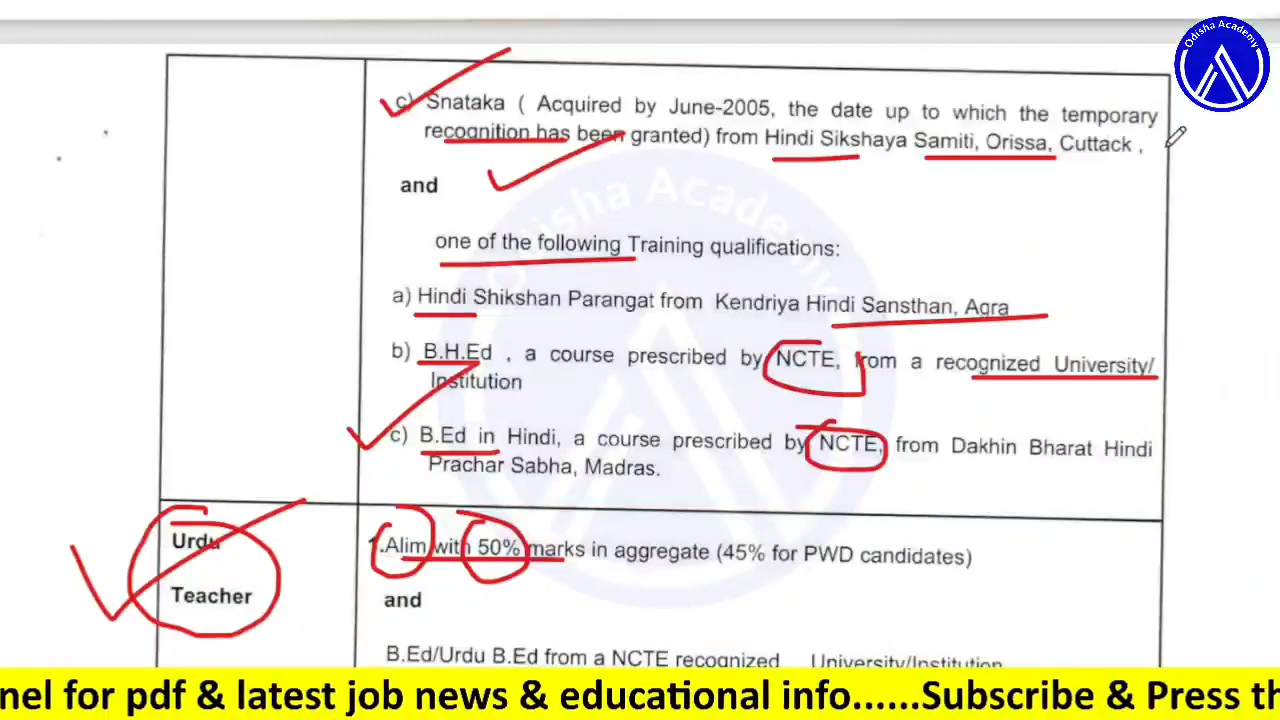 Odisha Academy
c) Snataka ( Acquired by June-2005, the date up to which the temporary
recognition has been granted) from Hindi Sikshaya Samiti, Orissa, Cuttack ,
and
one of the following Training qualifications:
a) Hindi Shikshan Parangat from Kendriya Hindi Sansthan, Agra
b) B.H.Ed , a course prescribed by NCTE, from a recognized University/
Institution
c) B.Ed in Hindi, a course prescribed by NCTE, from Dakhin Bharat Hindi
Prachar Sabha, Madras.
Urdu
Teacher
1.Alim with 50% marks in aggregate (45% for PWD candidates)
and
B.Ed/Urdu B.Ed from a NCTE recognized University/Institution
Odisha Academy
nel for pdf & latest job news & educational info......Subscribe & Press th